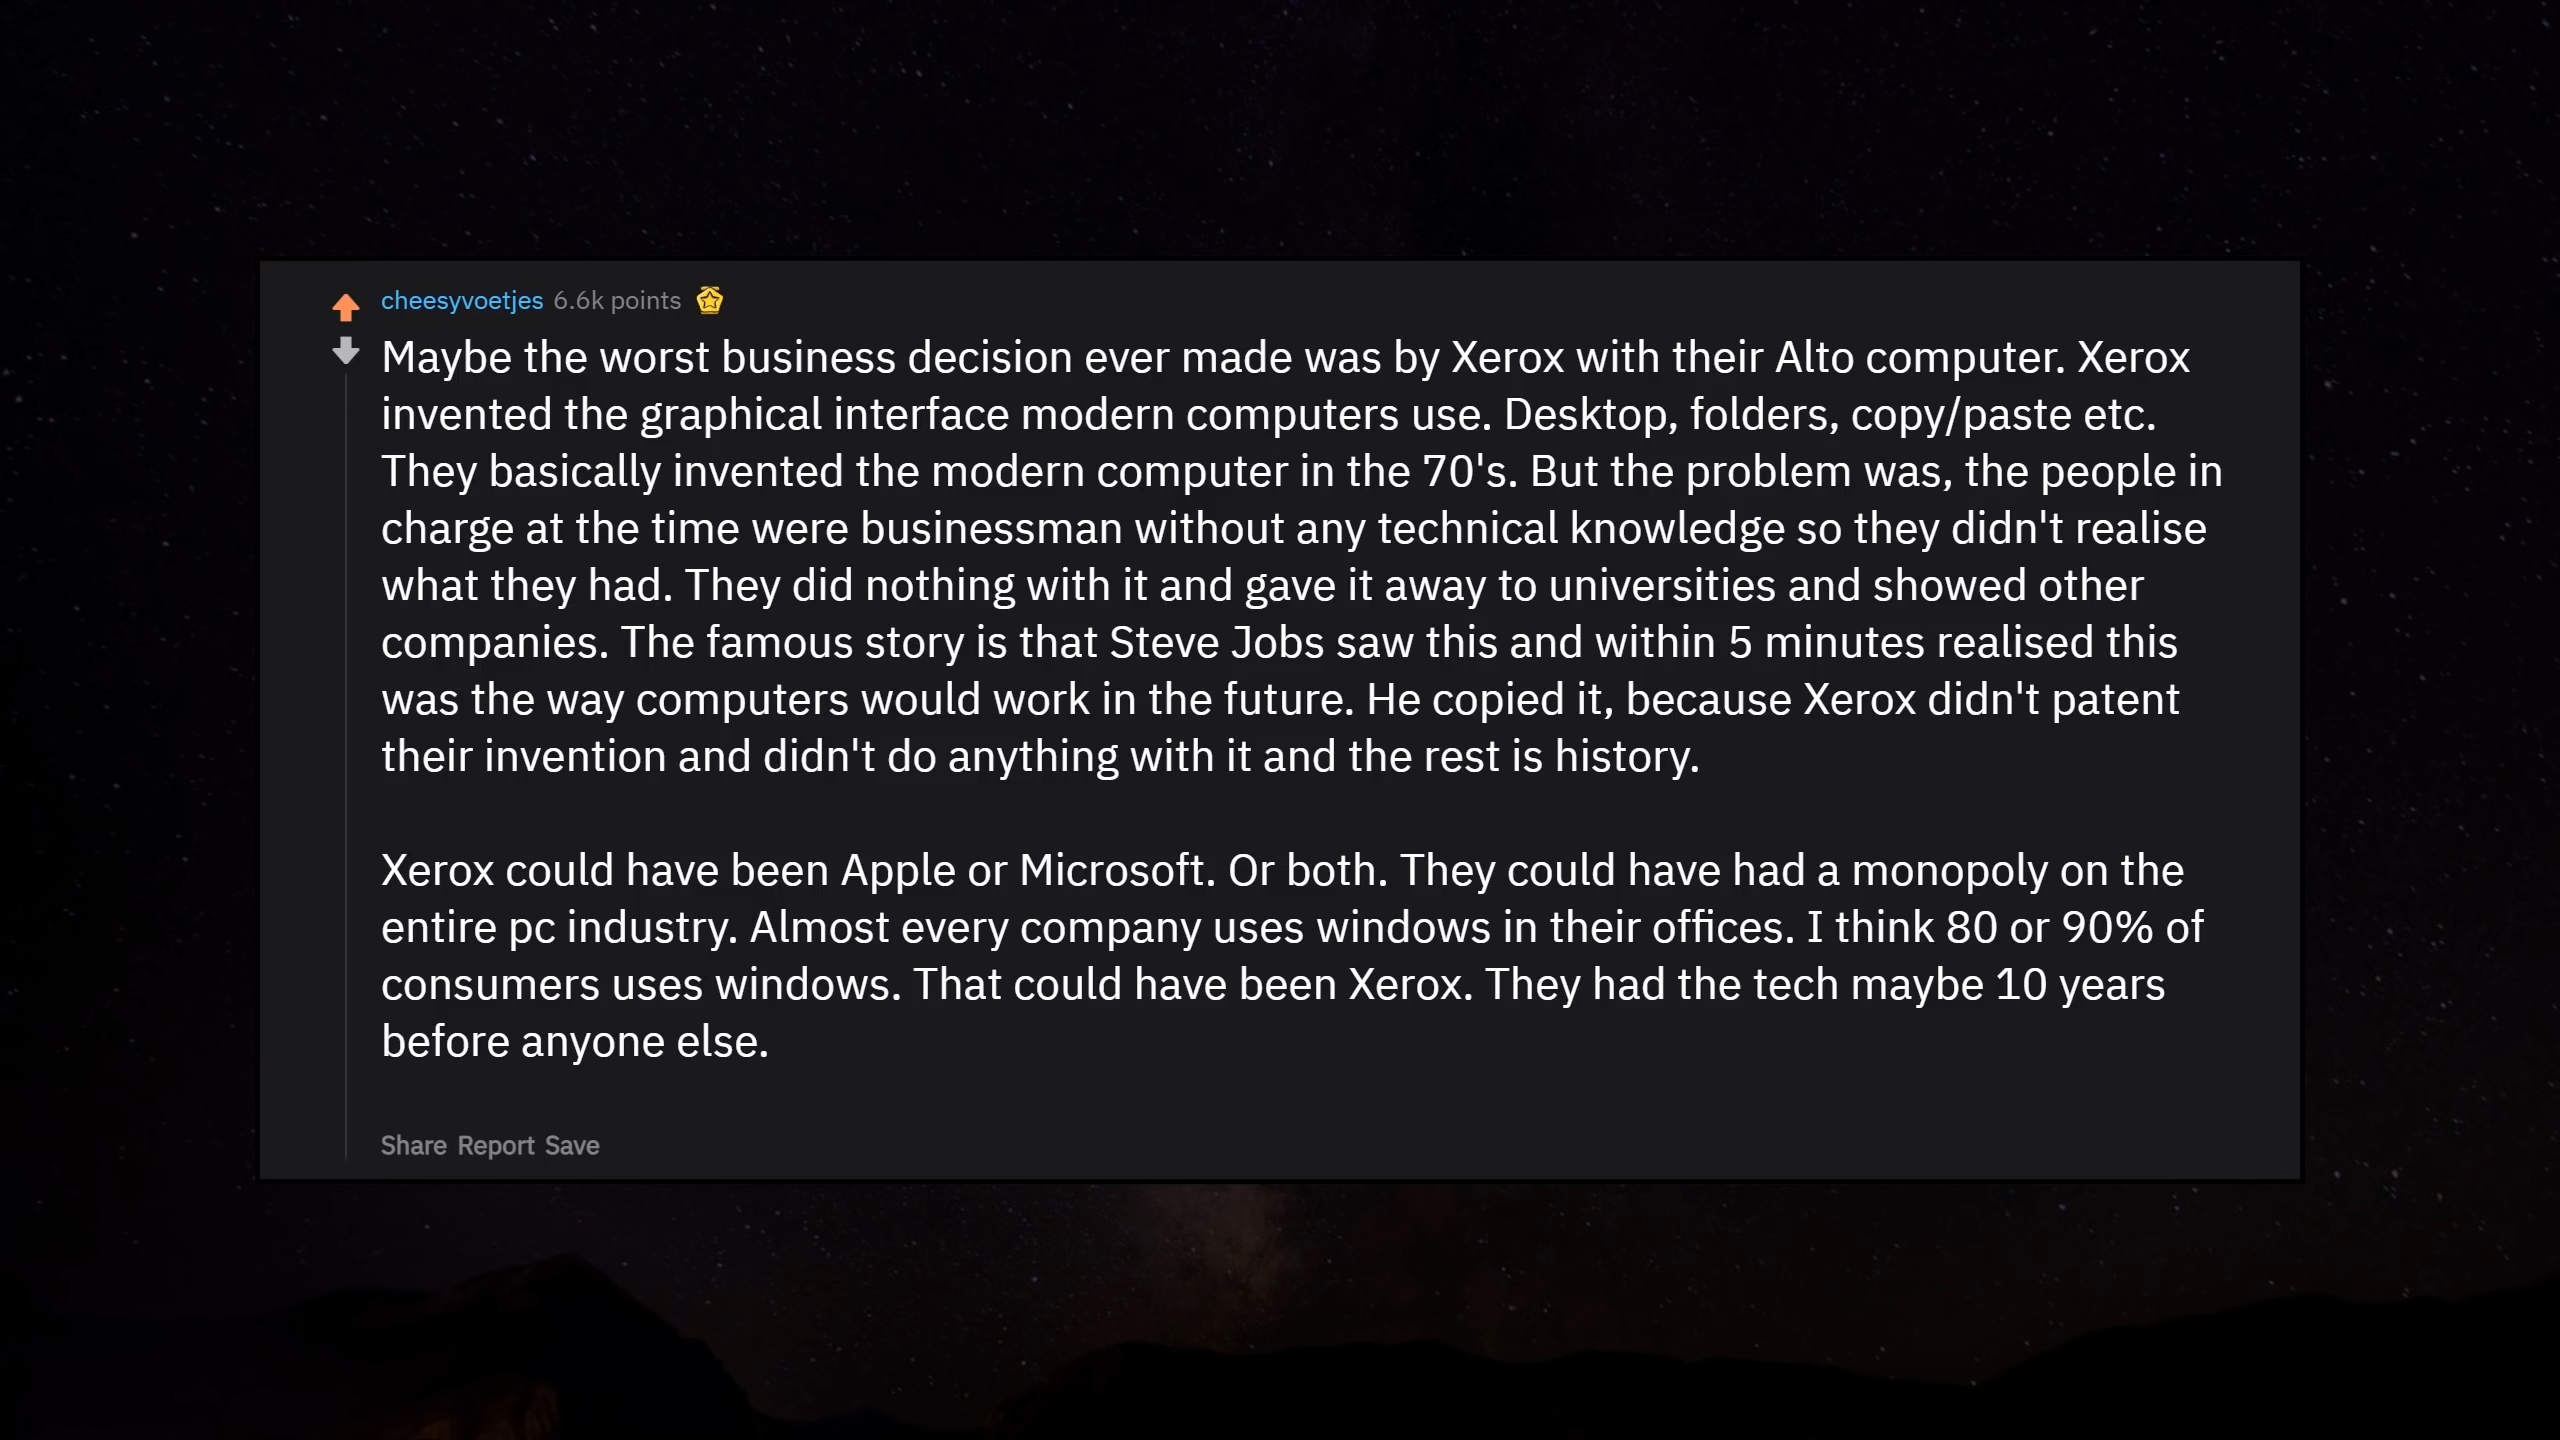 cheesyvoetjes 6.6k points
Maybe the worst business decision ever made was by Xerox with their Alto computer. Xerox
invented the graphical interface modern computers use. Desktop, folders, copy/paste etc.
They basically invented the modern computer in the 70's. But the problem was, the people in
charge at the time were businessman without any technical knowledge so they didn't realise
what they had. They did nothing with it and gave it away to universities and showed other
companies. The famous story is that Steve Jobs saw this and within 5 minutes realised this
was the way computers would work in the future. He copied it, because Xerox didn't patent
their invention and didn't do anything with it and the rest is history.
Xerox could have been Apple or Microsoft. Or both. They could have had a monopoly on the
entire pc industry. Almost every company uses windows in their offices. I think 80 or 90% of
consumers uses windows. That could have been Xerox. They had the tech maybe 10 years
before anyone else.
Share Report Save